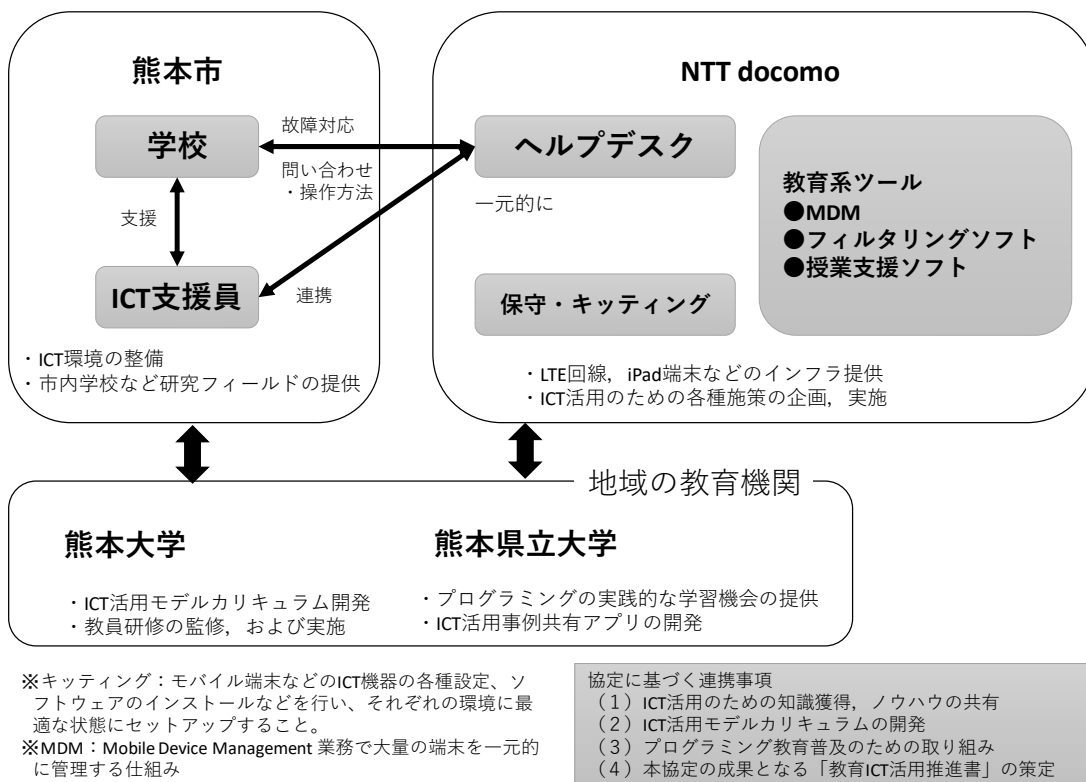 熊本市
学校
故障対応
問い合わせ
・操作方法
支援
ICT支援員
連携
・ICT環境の整備
・市内学校など研究フィールドの提供
NTT docomo
ヘルプデスク
一元的に
保守・キッティング
教育系ツール
●MDM
●フィルタリングソフト
●授業支援ソフト
・LTE回線，iPad端末などのインフラ提供
・ICT活用のための各種施策の企画，実施
地域の教育機関
熊本大学
・ICT活用モデルカリキュラム開発
・教員研修の監修，および実施
熊本県立大学
・プログラミングの実践的な学習機会の提供
・ICT活用事例共有アプリの開発
※キッティング：モバイル端末などのICT機器の各種設定、ソ
フトウェアのインストールなどを行い、それぞれの環境に最
適な状態にセットアップすること。
※MDM：Mobile Device Management 業務で大量の端末を一元的
に管理する仕組み
協定に基づく連携事項
（１）ICT活用のための知識獲得，ノウハウの共有
（２）ICT活用モデルカリキュラムの開発
（３）プログラミング教育普及のための取り組み
（４）本協定の成果となる「教育ICT活用推進書」の策定